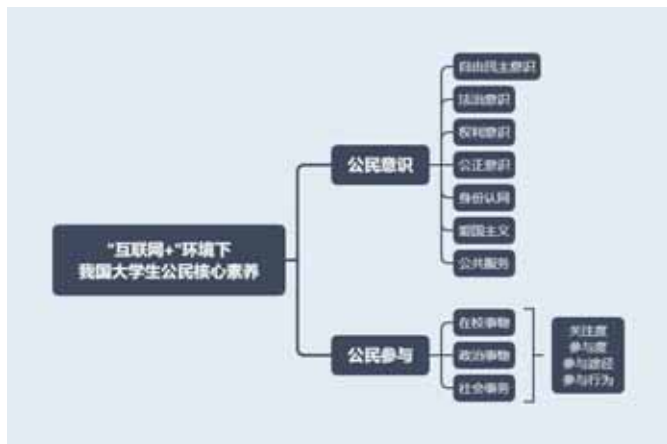 "互联网+"环境下
我国大学生公民核心素养
公民意识
自由民主意识
法治意识
权利意识
公正意识
身份认同
爱国主义
公共服务
公民参与
在校事物
政治事物
社会事务
关注度
参与度
参与途径
参与行为